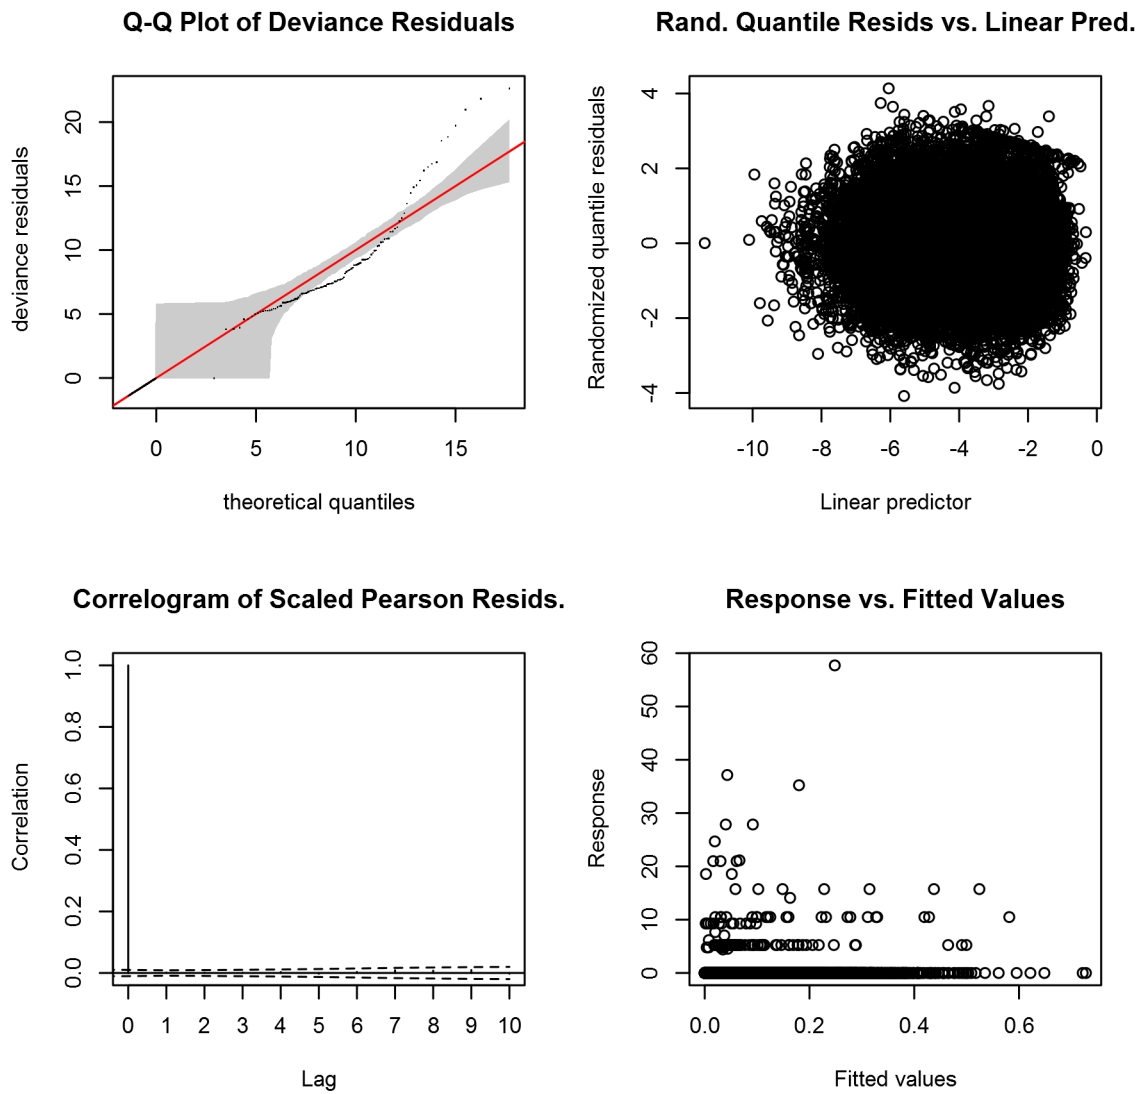 Q-Q Plot of Deviance Residuals
deviance residuals
20
15
10
5
0
0 5 10 15
theoretical quantiles
Rand. Quantile Resids vs. Linear Pred.
Randomized quantile residuals
4
2
0
-2
-4
-10 -8 -6 -4 -2 0
Linear predictor
Correlogram of Scaled Pearson Resids.
Correlation
1.0
0.8
0.6
0.4
0.2
0.0
0 1 2 3 4 5 6 7 8 9 10
Lag
Response vs. Fitted Values
Response
60
50
40
30
20
10
0
0.0 0.2 0.4 0.6
Fitted values